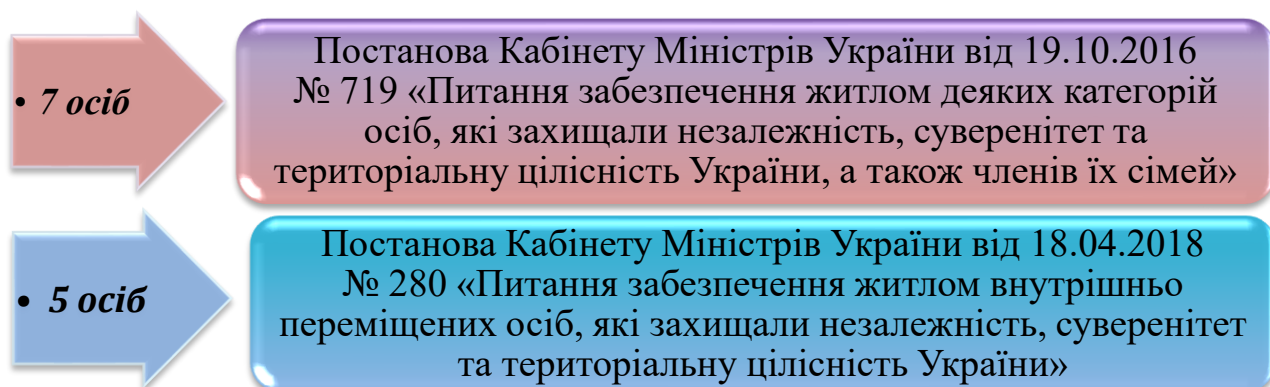 • 7 осіб
Постанова Кабінету Міністрів України від 19.10.2016
№ 719 «Питання забезпечення житлом деяких категорій
осіб, які захищали незалежність, суверенітет та
територіальну цілісність України, а також членів їх сімей»
• 5 осіб
Постанова Кабінету Міністрів України від 18.04.2018
№ 280 «Питання забезпечення житлом внутрішньо
переміщених осіб, які захищали незалежність, суверенітет
та територіальну цілісність України»